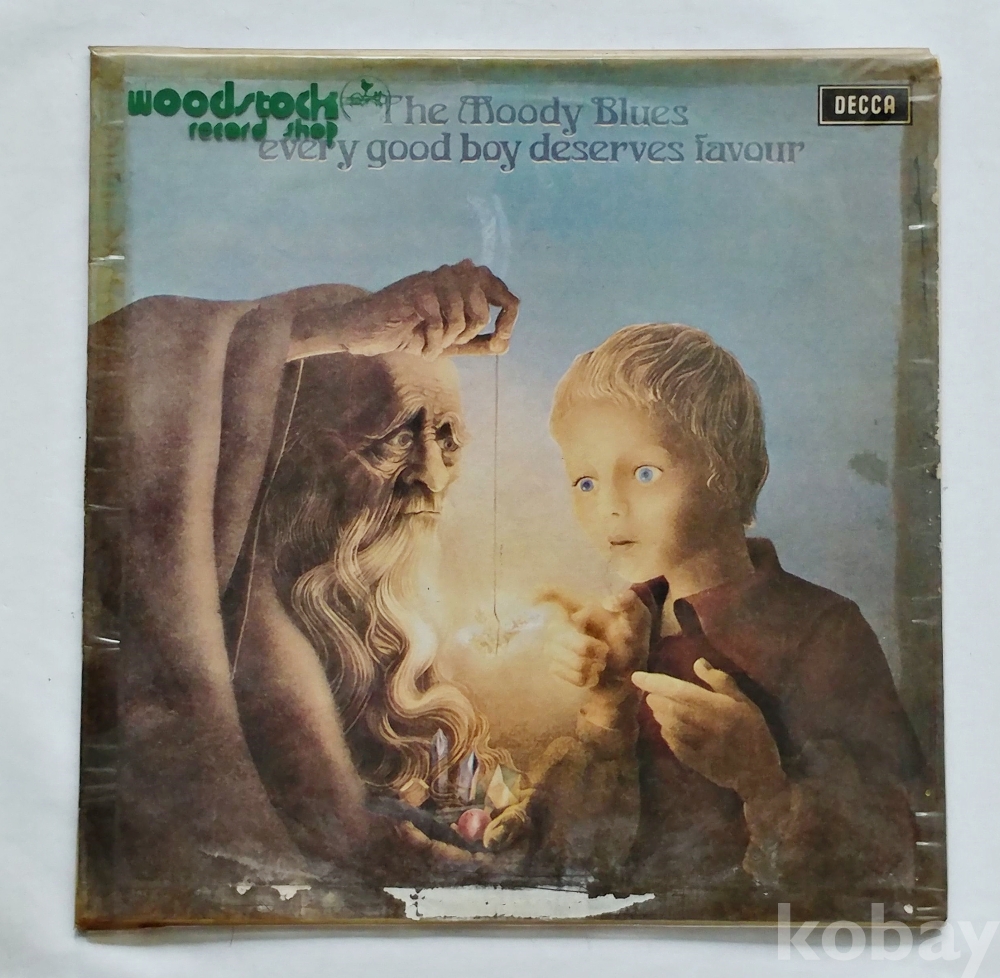 woodstock
record shop
The Moody Blues
every good boy deserves favour
DECCA
kobay